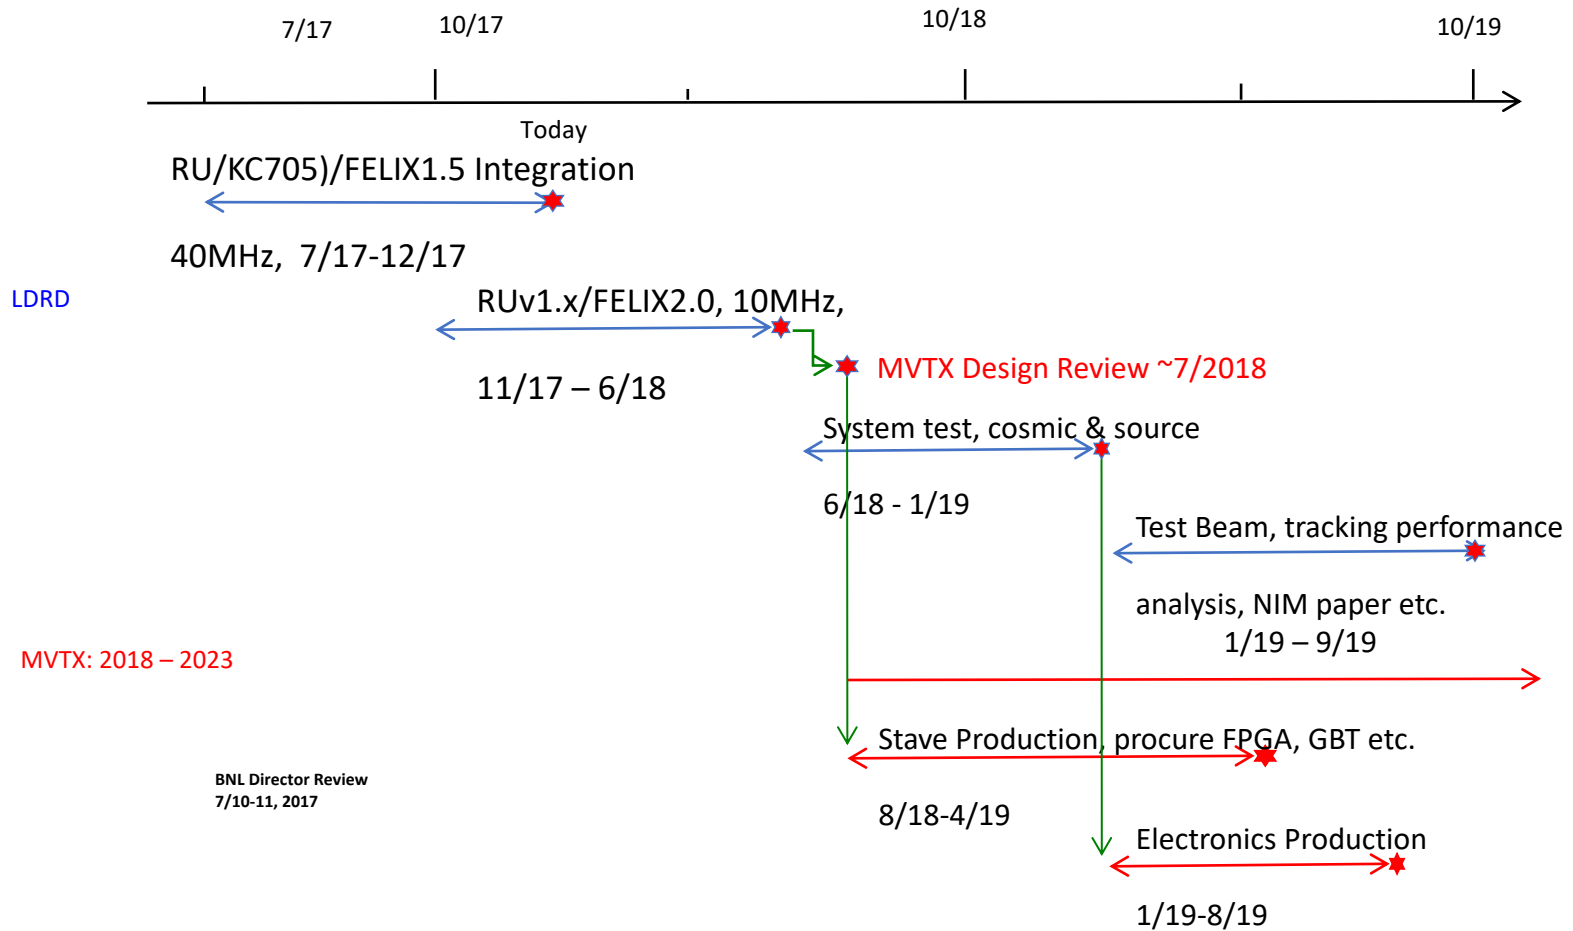 7/17
10/17
10/18
10/19
Today
RU/KC705)/FELIX1.5 Integration
40MHz, 7/17-12/17
LDRD
RUv1.x/FELIX2.0, 10MHz,
11/17 – 6/18
MVTX Design Review ~7/2018
System test, cosmic & source
6/18 - 1/19
Test Beam, tracking performance
analysis, NIM paper etc.
1/19 – 9/19
MVTX: 2018 – 2023
Stave Production, procure FPGA, GBT etc.
8/18-4/19
BNL Director Review
7/10-11, 2017
Electronics Production
1/19-8/19